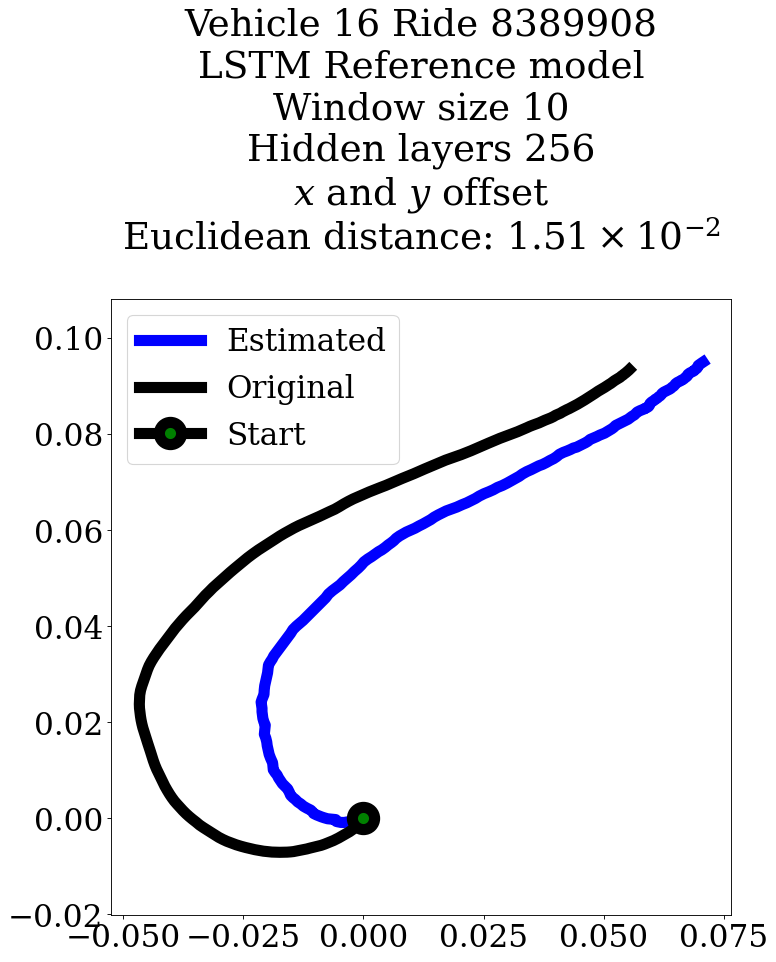 Vehicle 16 Ride 8389908
LSTM Reference model
Window size 10
Hidden layers 256
x and y offset
Euclidean distance: 1.51 × 10⁻²
Estimated
Original
Start
0.10
0.08
0.06
0.04
0.02
0.00
−0.02
−0.050 −0.025 0.000 0.025 0.050 0.075